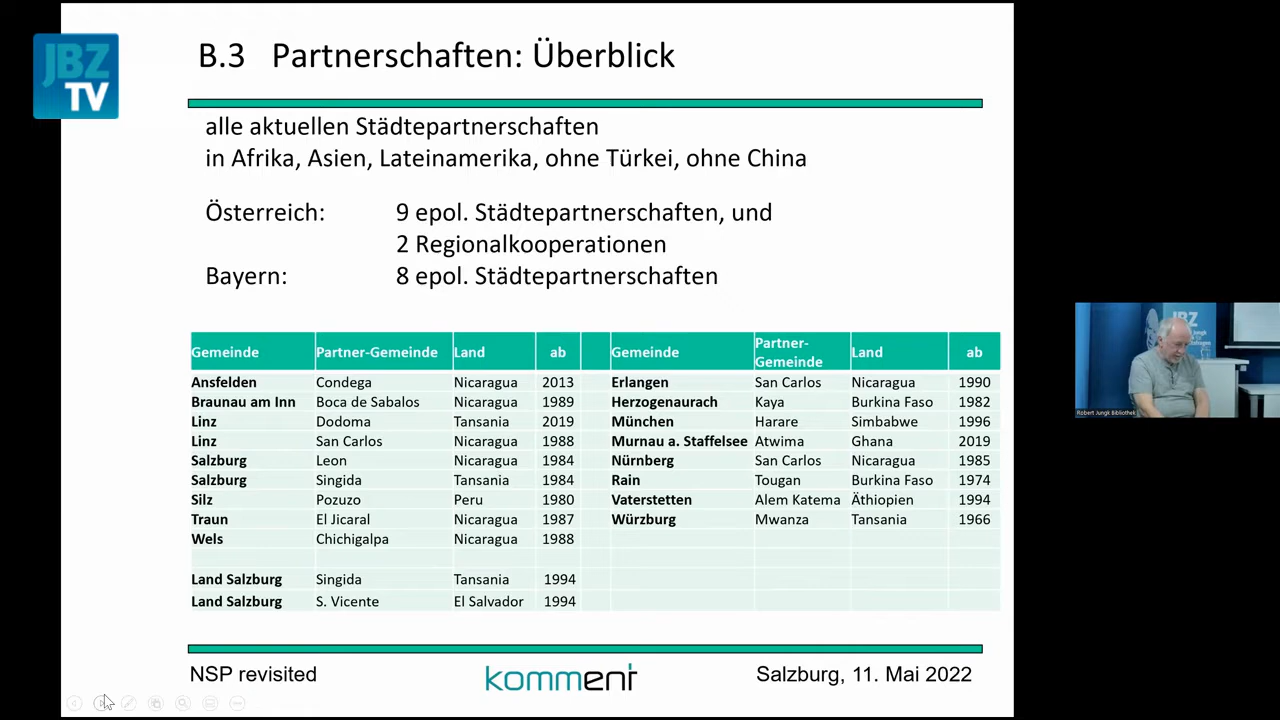 JBZ
TV
B.3 Partnerschaften: Überblick
alle aktuellen Städtepartnerschaften
in Afrika, Asien, Lateinamerika, ohne Türkei, ohne China
Österreich: 9 epol. Städtepartnerschaften, und
2 Regionalkooperationen
Bayern: 8 epol. Städtepartnerschaften
Gemeinde Partner-Gemeinde Land ab Gemeinde Partner-Gemeinde Land ab
Ansfelden Condega Nicaragua 2013 Erlangen San Carlos Nicaragua 1990
Braunau am Inn Boca de Sabalos Nicaragua 1989 Herzogenaurach Kaya Burkina Faso 1982
Linz Dodoma Tansania 2019 München Harare Simbabwe 1996
Linz San Carlos Nicaragua 1988 Murnau a. Staffelsee Atwima Ghana 2019
Salzburg Leon Nicaragua 1984 Nürnberg San Carlos Nicaragua 1985
Salzburg Singida Tansania 1984 Rain Tougan Burkina Faso 1974
Silz Pozuzo Peru 1980 Vaterstetten Alem Katema Äthiopien 1994
Traun El Jicaral Nicaragua 1987 Würzburg Mwanza Tansania 1966
Wels Chichigalpa Nicaragua 1988
Land Salzburg Singida Tansania 1994
Land Salzburg S. Vicente El Salvador 1994
NSP revisited
komment
Salzburg, 11. Mai 2022
JBZ
Robert Jungk Bibliothek